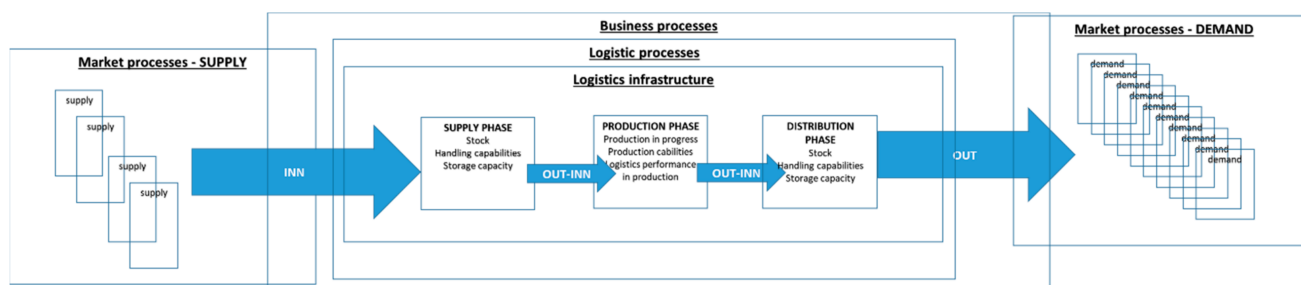 Business processes
Market processes - DEMAND
Logistic processes
Market processes - SUPPLY
Logistics infrastructure
supply
supply
supply
supply
INN
SUPPLY PHASE
Stock
Handling capabilities
Storage capacity
OUT-INN
PRODUCTION PHASE
Production in progress
Production cabilities
Logistics performance
in production
OUT-INN
DISTRIBUTION
PHASE
Stock
Handling capabilities
Storage capacity
OUT
demand
demand
demand
demand
demand
demand
demand
demand
demand
demand